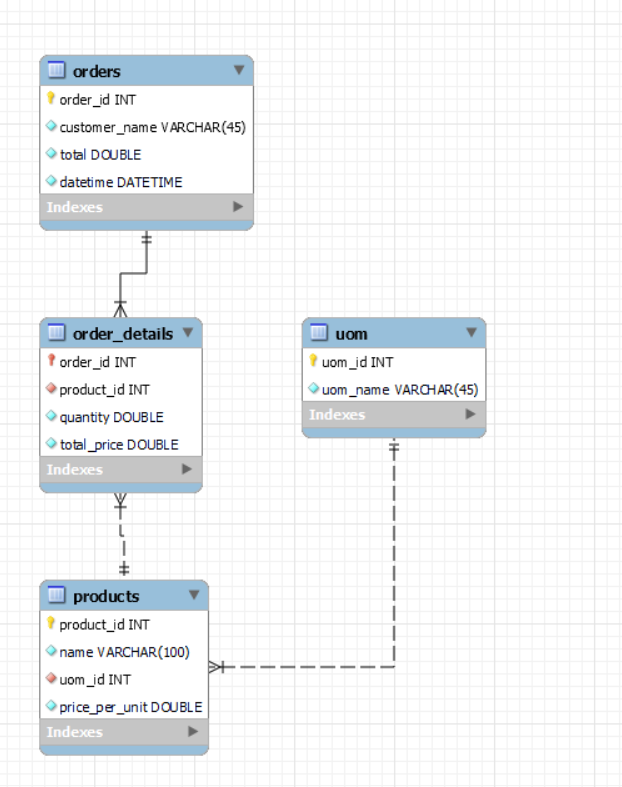 orders
order_id INT
customer_name VARCHAR(45)
total DOUBLE
datetime DATETIME
Indexes
order_details
order_id INT
product_id INT
quantity DOUBLE
total_price DOUBLE
Indexes
uom
uom_id INT
uom_name VARCHAR(45)
Indexes
products
product_id INT
name VARCHAR(100)
uom_id INT
price_per_unit DOUBLE
Indexes